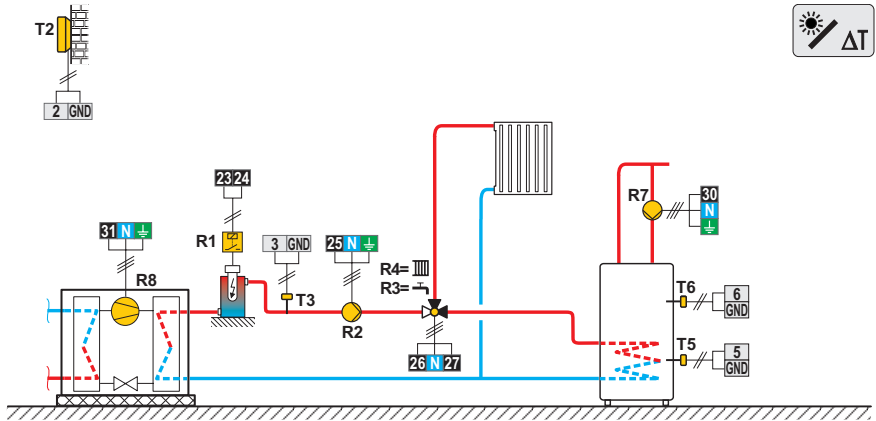 T2
2 GND
ΔT
23 24
R7
30
N
31 N
R1
3 GND
25 N
R4=
R3=
R8
T3
R2
T6
6
GND
T5
5
GND
26 N 27